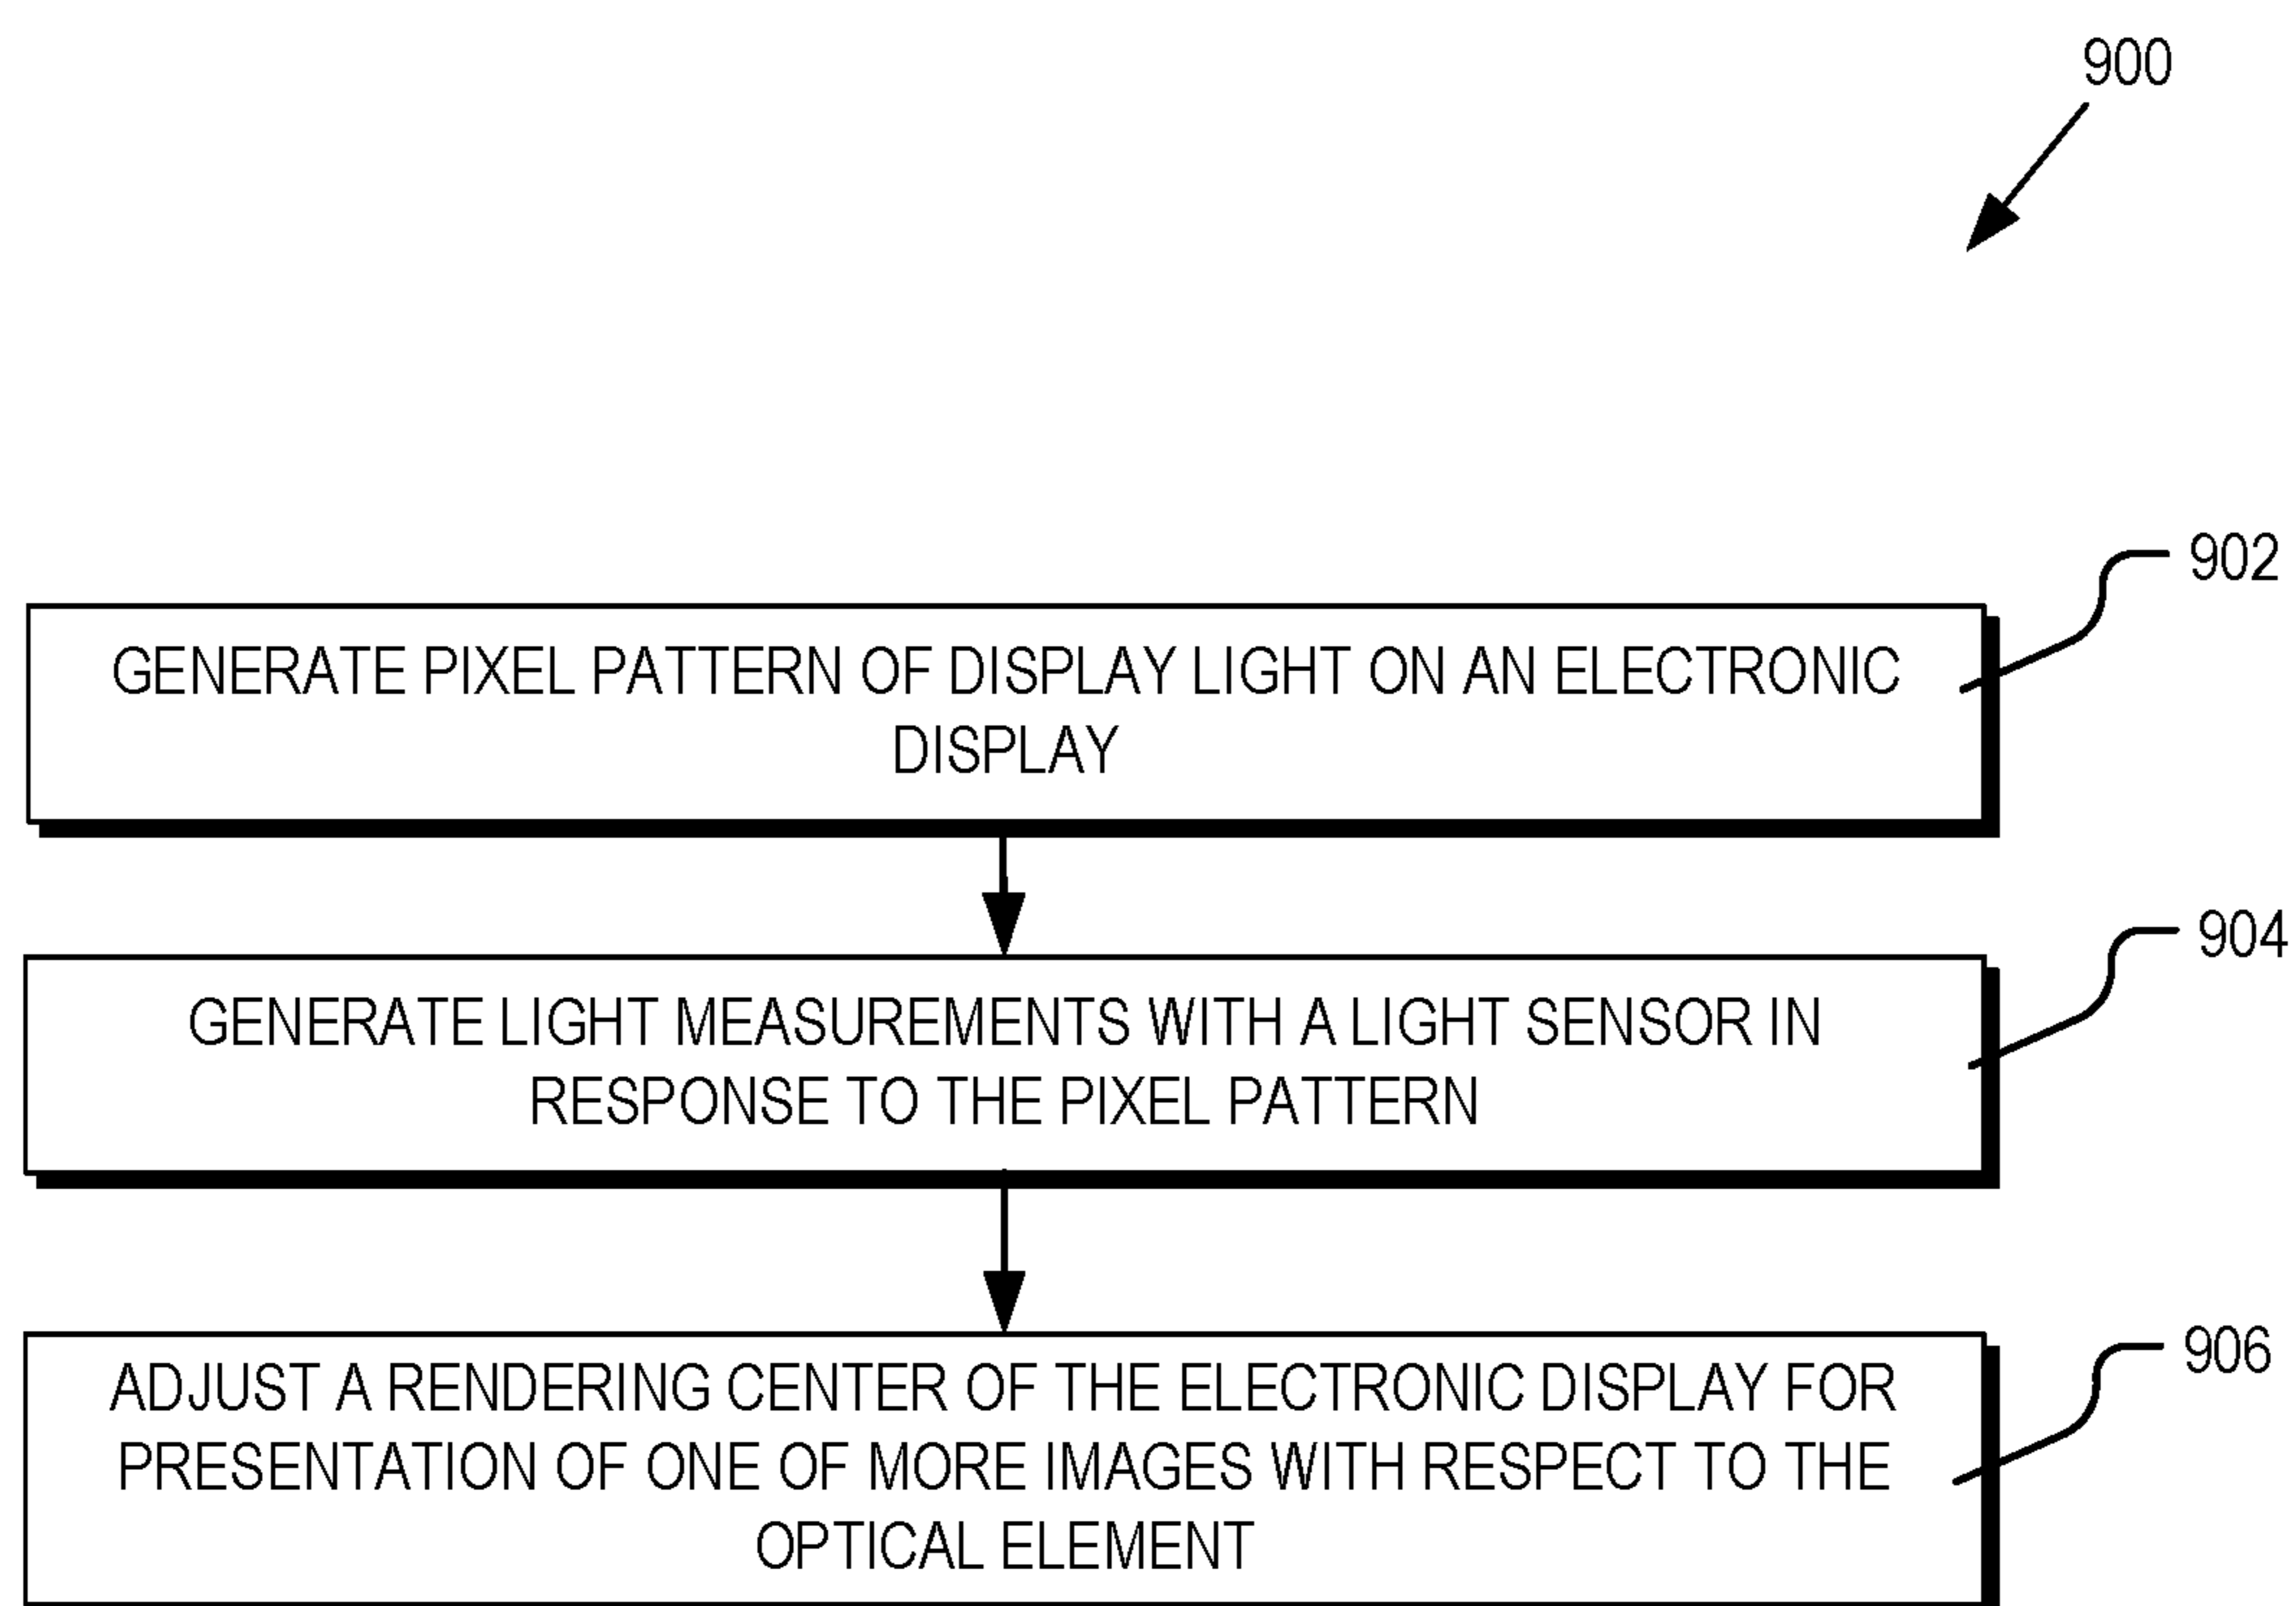 900
902
GENERATE PIXEL PATTERN OF DISPLAY LIGHT ON AN ELECTRONIC
DISPLAY
904
GENERATE LIGHT MEASUREMENTS WITH A LIGHT SENSOR IN
RESPONSE TO THE PIXEL PATTERN
906
ADJUST A RENDERING CENTER OF THE ELECTRONIC DISPLAY FOR
PRESENTATION OF ONE OF MORE IMAGES WITH RESPECT TO THE
OPTICAL ELEMENT